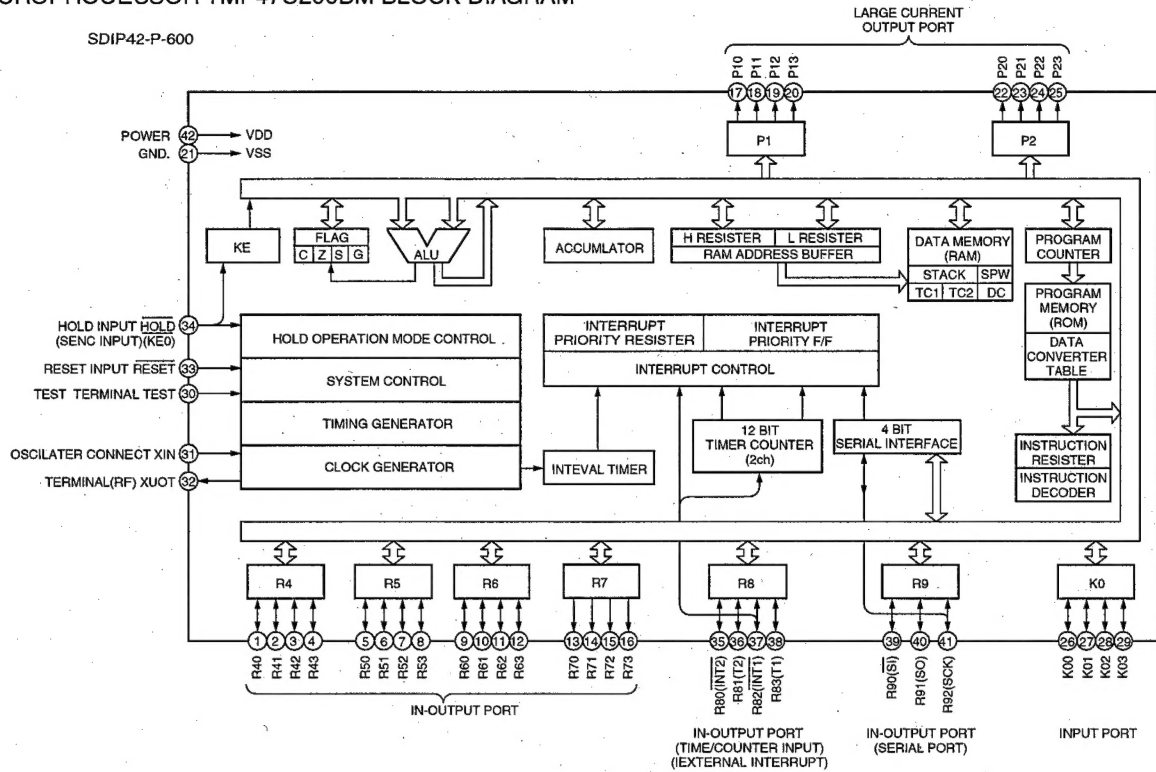 SDIP42-P-600
LARGE CURRENT
OUTPUT PORT
P10 P11 P12 P13
17 18 19 20
P20 P21 P22 P23
22 23 24 25
P1
P2
POWER 42 VDD
GND. 21 VSS
KE
FLAG
C Z S G
ALU
ACCUMLATOR
H RESISTER L RESISTER
RAM ADDRESS BUFFER
DATA MEMORY
(RAM)
STACK SPW
TC1 TC2 DC
PROGRAM
COUNTER
PROGRAM
MEMORY
(ROM)
DATA
CONVERTER
TABLE
INSTRUCTION
RESISTER
INSTRUCTION
DECODER
HOLD INPUT HOLD 34
(SENC INPUT)(KE0)
RESET INPUT RESET 33
TEST TERMINAL TEST 30
OSCILATER CONNECT XIN 31
TERMINAL(RF) XUOT 32
HOLD OPERATION MODE CONTROL
SYSTEM CONTROL
TIMING GENERATOR
CLOCK GENERATOR
INTERRUPT
PRIORITY RESISTER
INTERRUPT
PRIORITY F/F
INTERRUPT CONTROL
INTEVAL TIMER
12 BIT
TIMER COUNTER
(2ch)
4 BIT
SERIAL INTERFACE
R4
R5
R6
R7
R8
R9
K0
1 2 3 4
R40 R41 R42 R43
5 6 7 8
R50 R51 R52 R53
9 10 11 12
R60 R61 R62 R63
13 14 15 16
R70 R71 R72 R73
35 36 37 38
R80(INT2) R81(T2) R82(INT1) R83(T1)
39 40 41
R90(SI) R91(SO) R92(SCK)
26 27 28 29
K00 K01 K02 K03
IN-OUTPUT PORT
IN-OUTPUT PORT
(TIME/COUNTER INPUT)
(IEXTERNAL INTERRUPT)
IN-OUTPUT PORT
(SERIAL PORT)
INPUT PORT